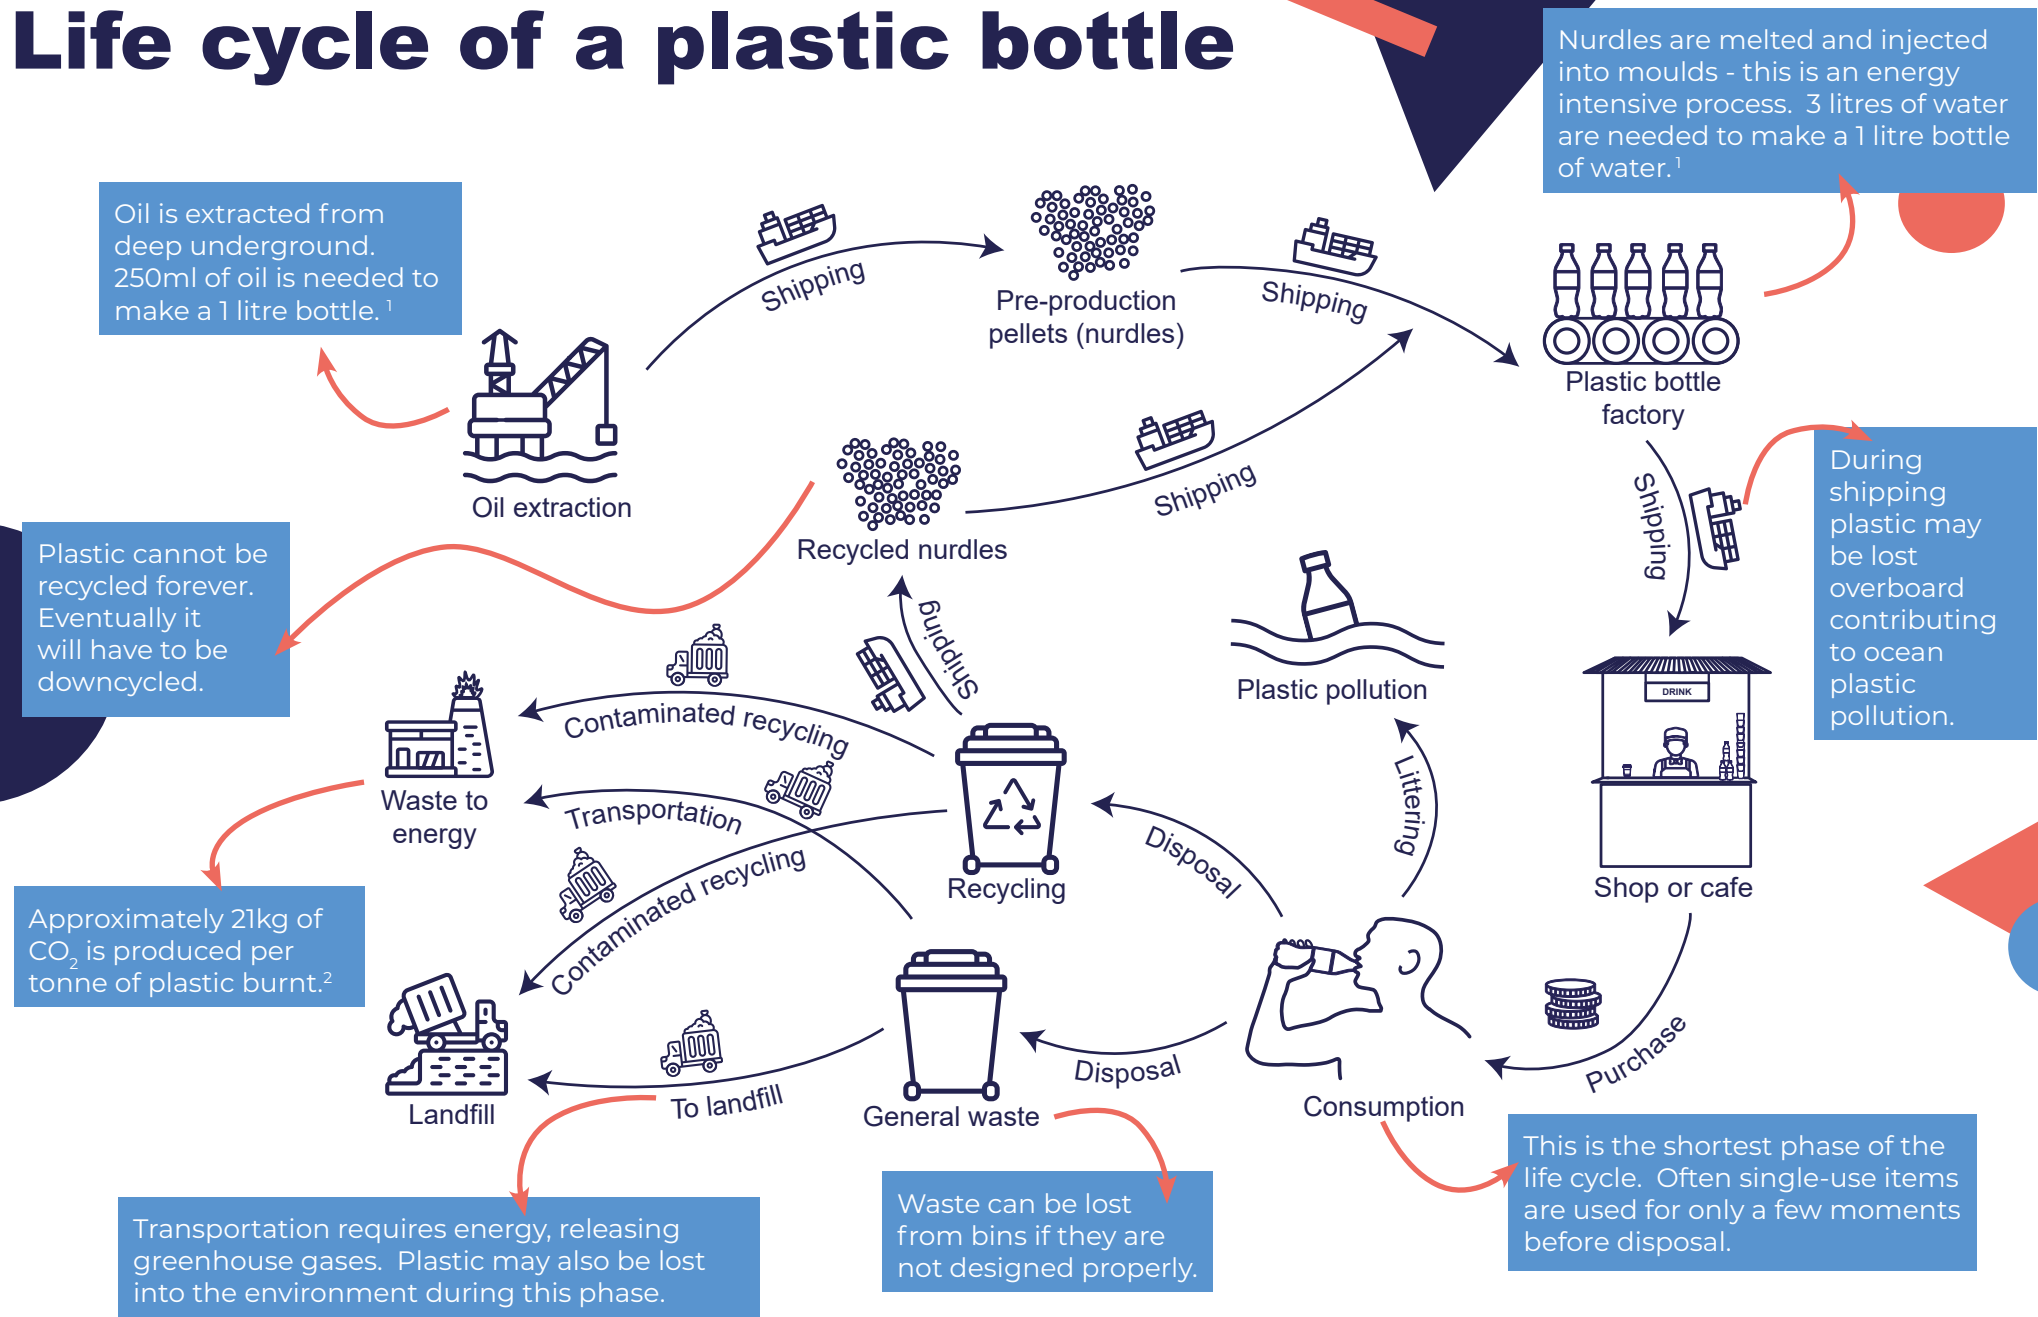 Life cycle of a plastic bottle
Nurdles are melted and injected
into moulds - this is an energy
intensive process. 3 litres of water
are needed to make a 1 litre bottle
of water.¹
Oil is extracted from
deep underground.
250ml of oil is needed to
make a 1 litre bottle. ¹
Shipping
Pre-production
pellets (nurdles)
Shipping
Plastic bottle
factory
Oil extraction
Recycled nurdles
Shipping
Shipping
During
shipping
plastic may
be lost
overboard
contributing
to ocean
plastic
pollution.
Plastic cannot be
recycled forever.
Eventually it
will have to be
downcycled.
Shipping
Plastic pollution
DRINK
Contaminated recycling
Waste to
energy
Transportation
Contaminated recycling
Recycling
Disposal
Littering
Shop or cafe
Approximately 21kg of
CO₂ is produced per
tonne of plastic burnt.²
Landfill
To landfill
General waste
Disposal
Consumption
Purchase
This is the shortest phase of the
life cycle. Often single-use items
are used for only a few moments
before disposal.
Waste can be lost
from bins if they are
not designed properly.
Transportation requires energy, releasing
greenhouse gases. Plastic may also be lost
into the environment during this phase.